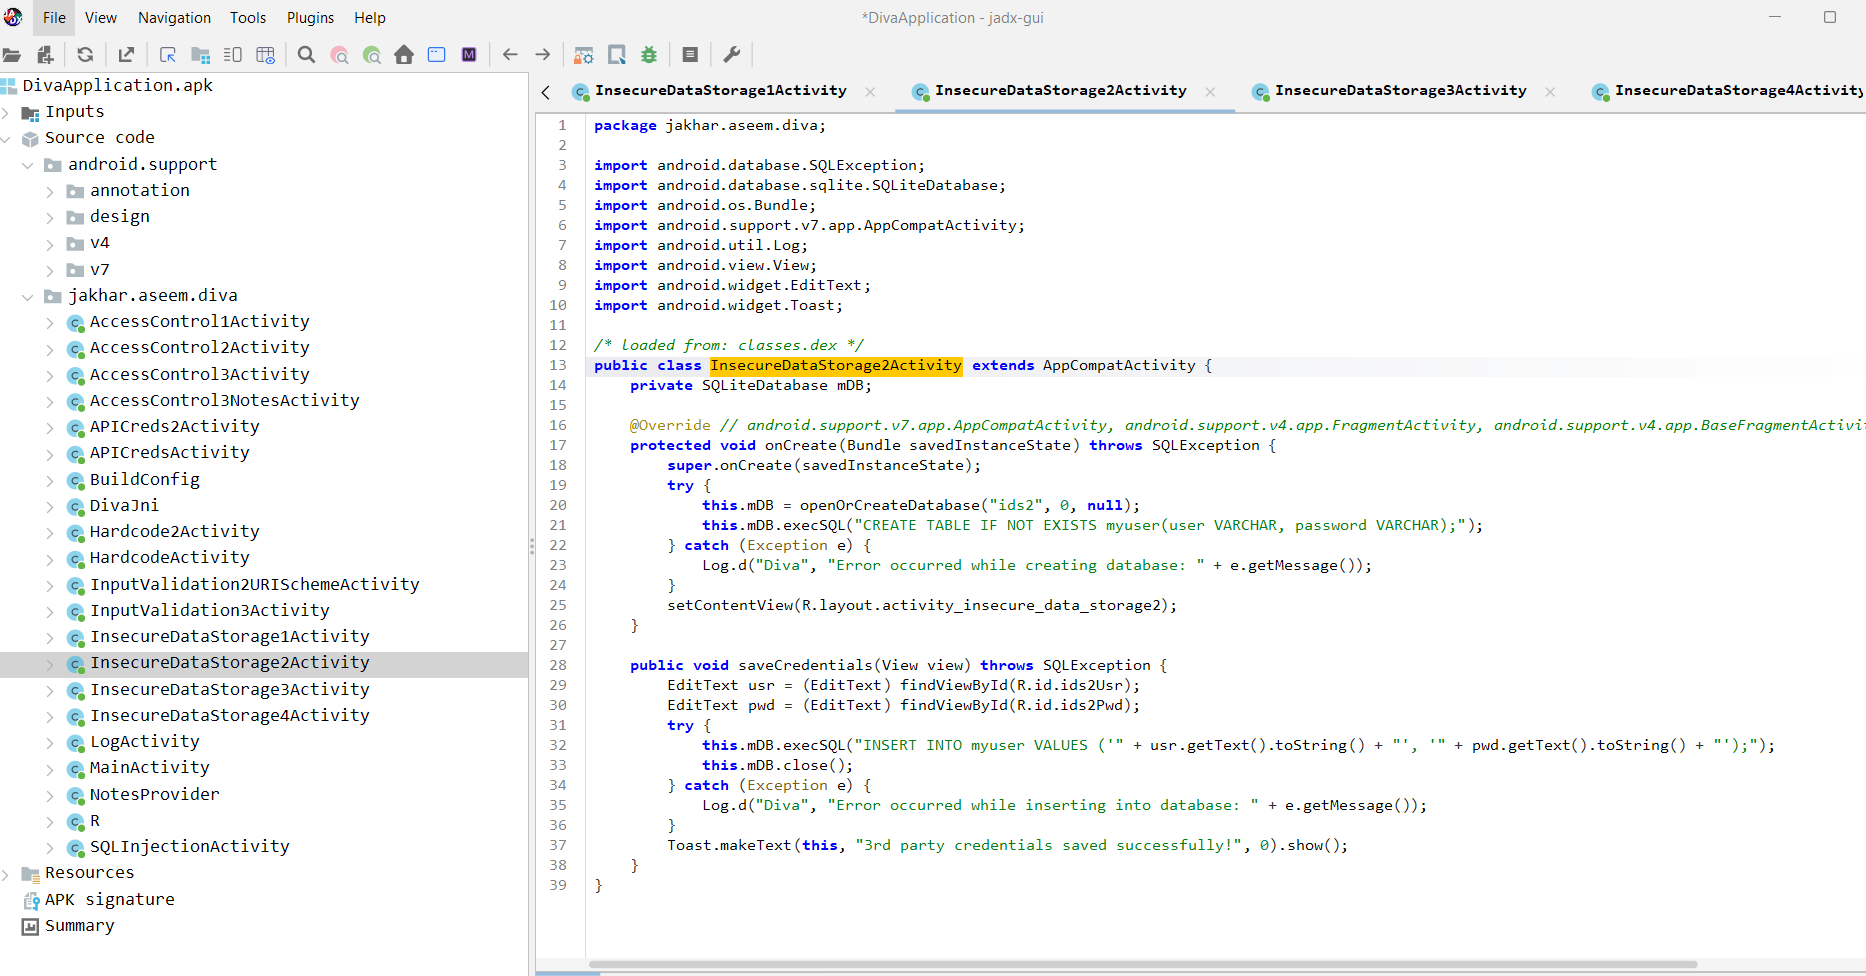 File View Navigation Tools Plugins Help
*DivaApplication - jadx-gui
DivaApplication.apk
Inputs
Source code
android.support
annotation
design
v4
v7
jakhar.aseem.diva
AccessControl1Activity
AccessControl2Activity
AccessControl3Activity
AccessControl3NotesActivity
APICreds2Activity
APICredsActivity
BuildConfig
DivaJni
Hardcode2Activity
HardcodeActivity
InputValidation2URISchemeActivity
InputValidation3Activity
InsecureDataStorage1Activity
InsecureDataStorage2Activity
InsecureDataStorage3Activity
InsecureDataStorage4Activity
LogActivity
MainActivity
NotesProvider
R
SQLInjectionActivity
Resources
APK signature
Summary
InsecureDataStorage1Activity InsecureDataStorage2Activity InsecureDataStorage3Activity InsecureDataStorage4Activity
1 package jakhar.aseem.diva;
2
3 import android.database.SQLException;
4 import android.database.sqlite.SQLiteDatabase;
5 import android.os.Bundle;
6 import android.support.v7.app.AppCompatActivity;
7 import android.util.Log;
8 import android.view.View;
9 import android.widget.EditText;
10 import android.widget.Toast;
11
12 /* loaded from: classes.dex */
13 public class InsecureDataStorage2Activity extends AppCompatActivity {
14 private SQLiteDatabase mDB;
15
16 @Override // android.support.v7.app.AppCompatActivity, android.support.v4.app.FragmentActivity, android.support.v4.app.BaseFragmentActivi
17 protected void onCreate(Bundle savedInstanceState) throws SQLException {
18 super.onCreate(savedInstanceState);
19 try {
20 this.mDB = openOrCreateDatabase("ids2", 0, null);
21 this.mDB.execSQL("CREATE TABLE IF NOT EXISTS myuser(user VARCHAR, password VARCHAR);");
22 } catch (Exception e) {
23 Log.d("Diva", "Error occurred while creating database: " + e.getMessage());
24 }
25 setContentView(R.layout.activity_insecure_data_storage2);
26 }
27
28 public void saveCredentials(View view) throws SQLException {
29 EditText usr = (EditText) findViewById(R.id.ids2Usr);
30 EditText pwd = (EditText) findViewById(R.id.ids2Pwd);
31 try {
32 this.mDB.execSQL("INSERT INTO myuser VALUES ('" + usr.getText().toString() + "', '" + pwd.getText().toString() + "');");
33 this.mDB.close();
34 } catch (Exception e) {
35 Log.d("Diva", "Error occurred while inserting into database: " + e.getMessage());
36 }
37 Toast.makeText(this, "3rd party credentials saved successfully!", 0).show();
38 }
39 }